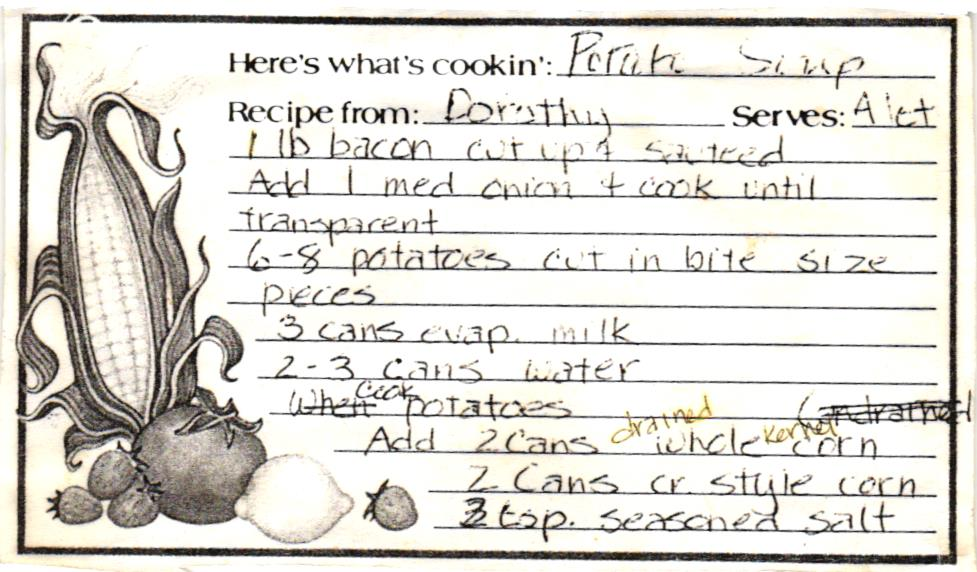 Here's what's cookin': Potato Soup
Recipe from: Dorothy Serves: A lot
1 lb bacon cut up & sauteed
Add 1 med onion + cook until
transparent
6-8 potatoes cut in bite size
pieces
3 cans evap. milk
2-3 cans water
When Cook potatoes (undrained
Add 2 Cans drained whole kernel corn
2 Cans cr. style corn
3 tsp. seasoned salt